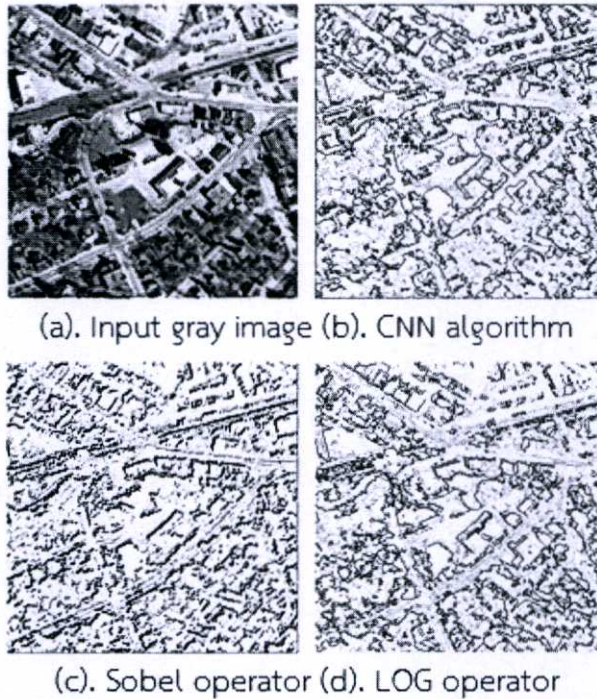 (a). Input gray image (b). CNN algorithm
(c). Sobel operator (d). LOG operator